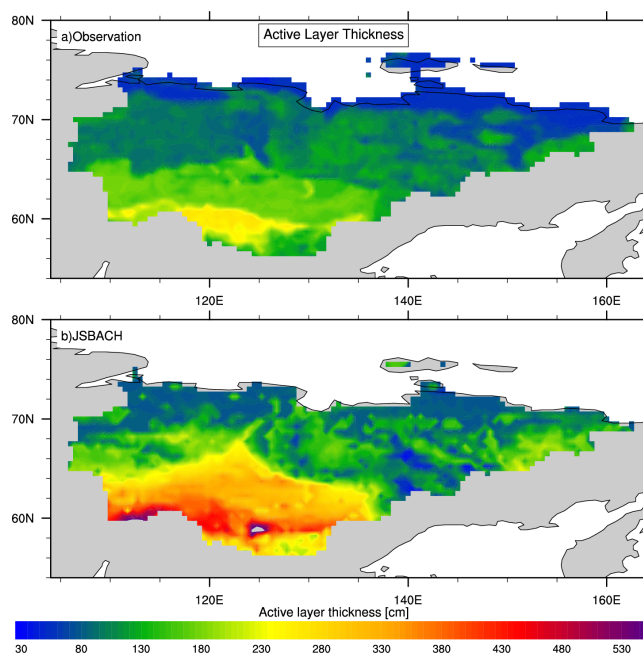 80N
a)Observation
Active Layer Thickness
70N
60N
120E
140E
160E
80N
b)JSBACH
70N
60N
120E
140E
160E
Active layer thickness [cm]
30 80 130 180 230 280 330 380 430 480 530